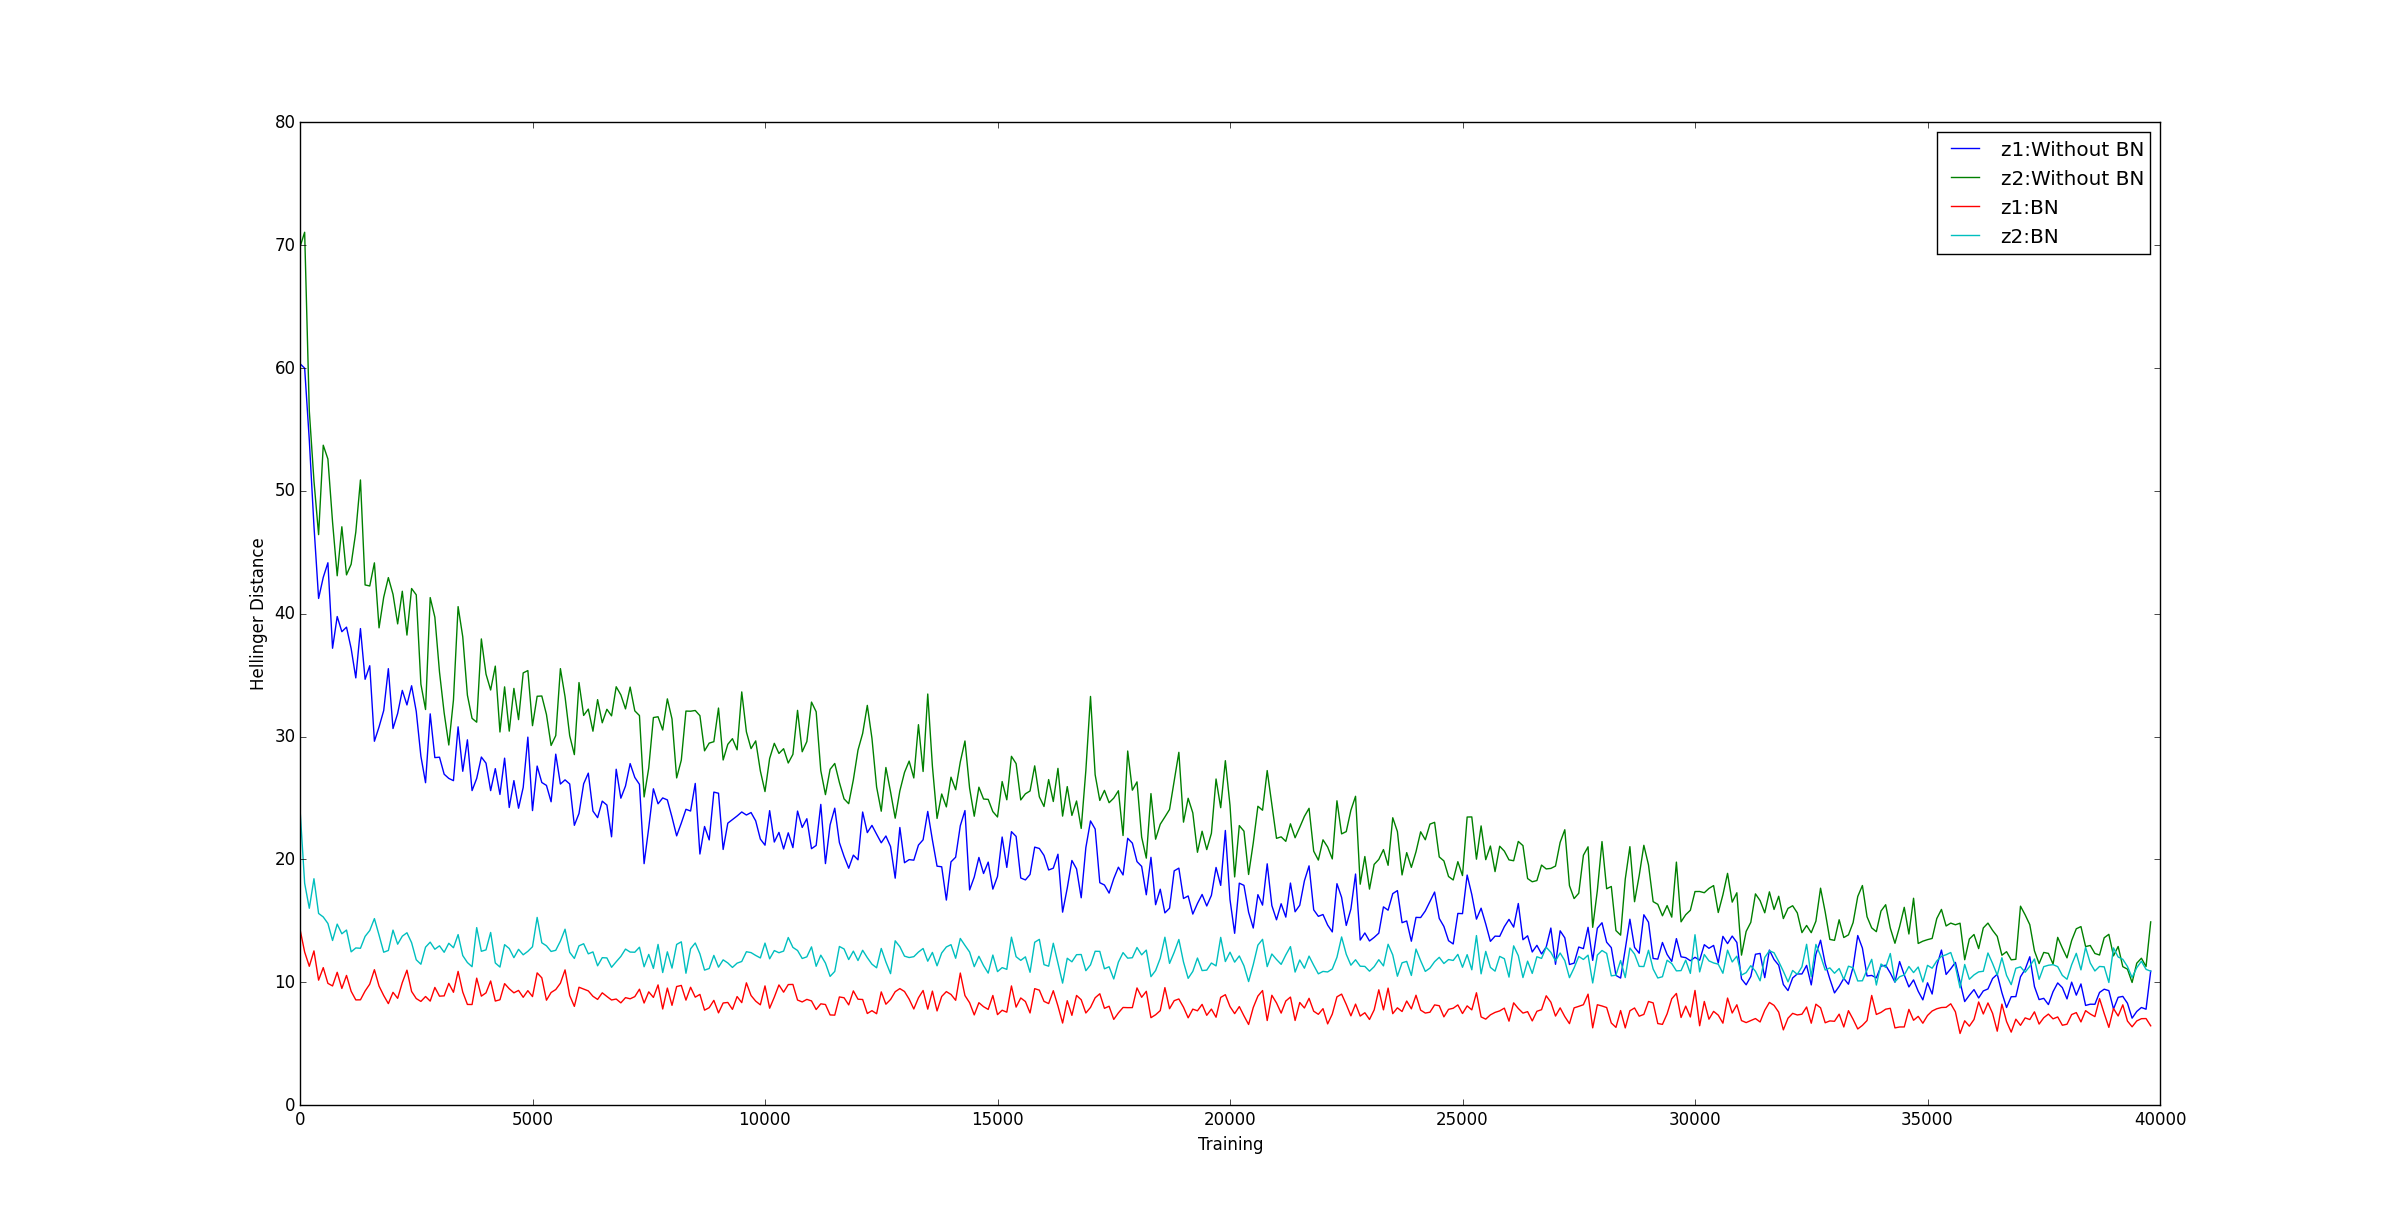 80
70
60
50
40
30
20
10
0
Hellinger Distance
z1:Without BN
z2:Without BN
z1:BN
z2:BN
0 5000 10000 15000 20000 25000 30000 35000 40000
Training